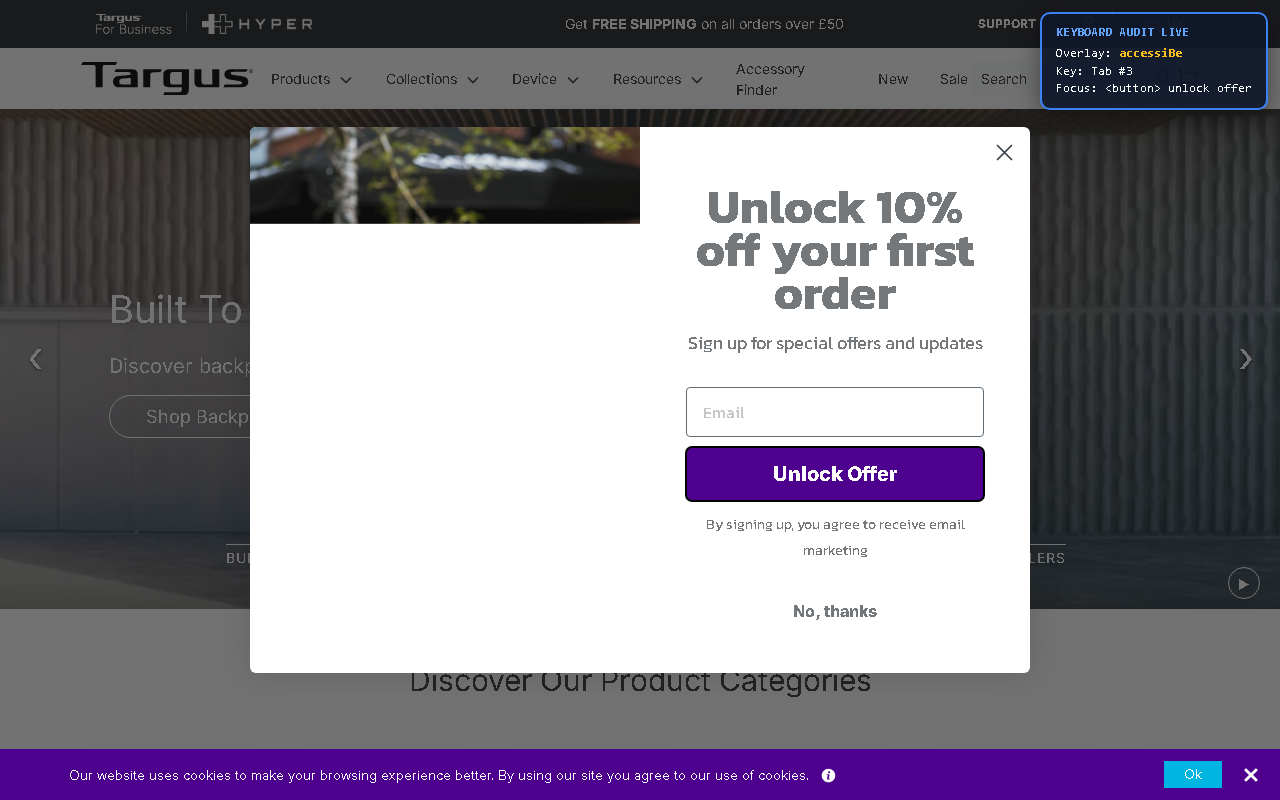 Targus
For Business
HYPER
Get FREE SHIPPING on all orders over £50
SUPPORT
KEYBOARD AUDIT LIVE
Overlay: accessiBe
Key: Tab #3
Focus: <button> unlock offer
Targus
Products
Collections
Device
Resources
Accessory
Finder
New
Sale
Search
Unlock 10%
off your first
order
Sign up for special offers and updates
Email
Unlock Offer
By signing up, you agree to receive email
marketing
No, thanks
Built To
Discover backp
Shop Backp
BUI
LERS
Discover Our Product Categories
Our website uses cookies to make your browsing experience better. By using our site you agree to our use of cookies.
Ok